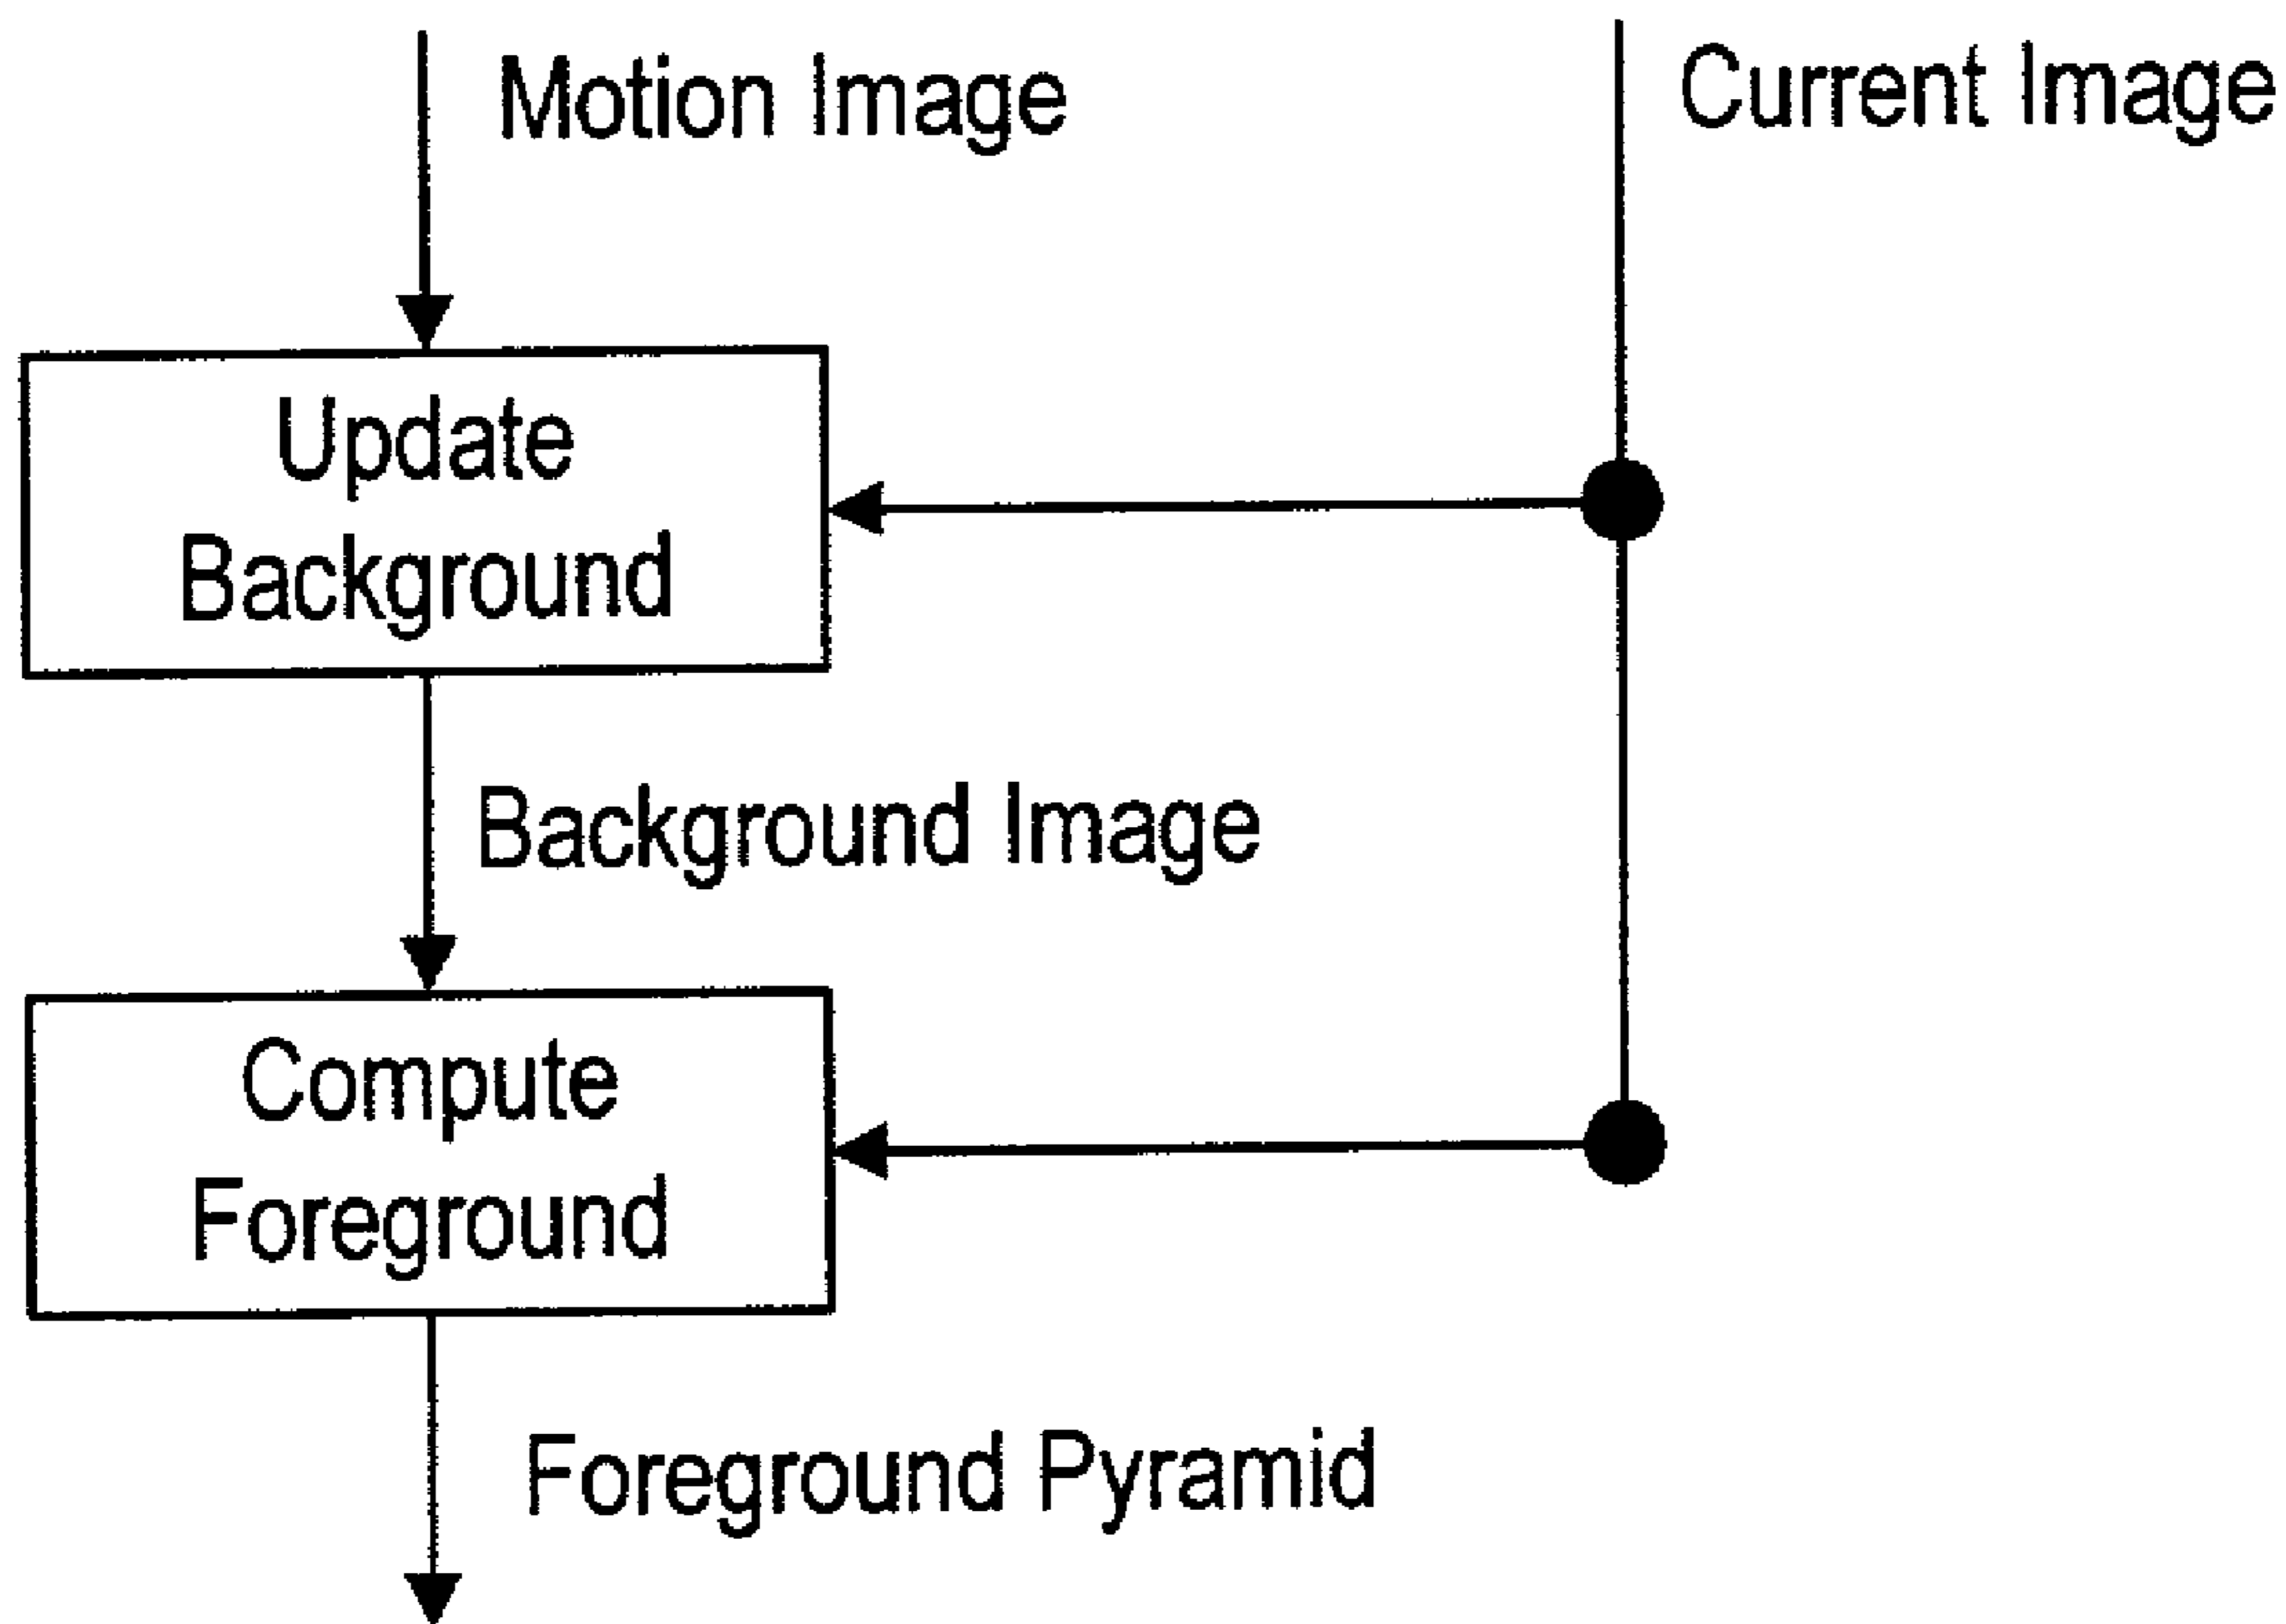 Motion Image
Current Image
Update
Background
Background Image
Compute
Foreground
Foreground Pyramid